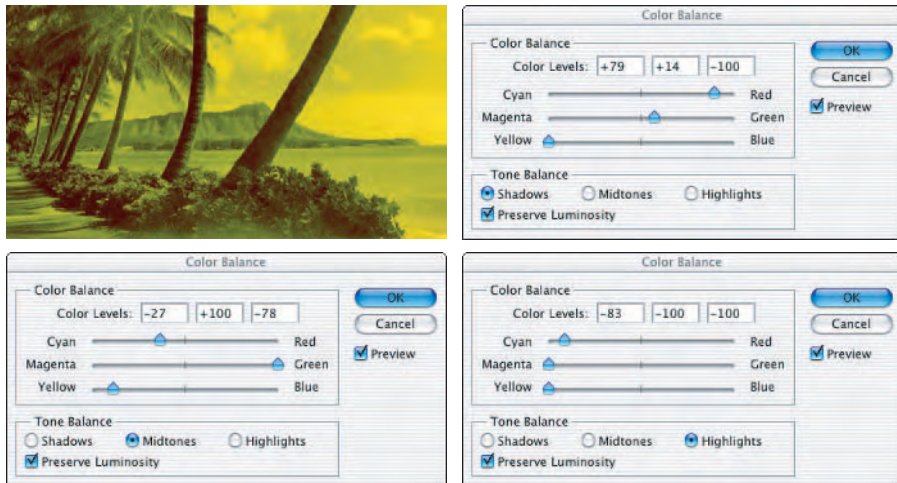 Color Balance
Color Balance
Color Levels: +79 +14 -100
Cyan Red
Magenta Green
Yellow Blue
Tone Balance
Shadows Midtones Highlights
Preserve Luminosity
OK
Cancel
Preview
Color Balance
Color Balance
Color Levels: -27 +100 -78
Cyan Red
Magenta Green
Yellow Blue
Tone Balance
Shadows Midtones Highlights
Preserve Luminosity
OK
Cancel
Preview
Color Balance
Color Balance
Color Levels: -83 -100 -100
Cyan Red
Magenta Green
Yellow Blue
Tone Balance
Shadows Midtones Highlights
Preserve Luminosity
OK
Cancel
Preview